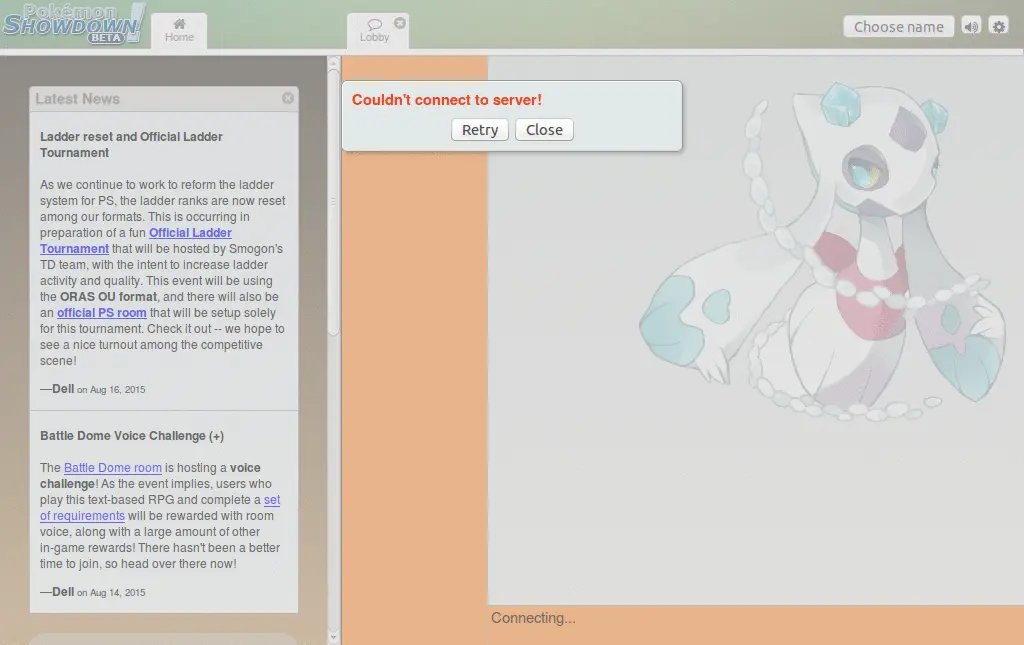 Pokémon
SHOWDOWN!
BETA
Home
Lobby
Choose name
Couldn't connect to server!
Retry
Close
Latest News
Ladder reset and Official Ladder
Tournament
As we continue to work to reform the ladder
system for PS, the ladder ranks are now reset
among our formats. This is occurring in
preparation of a fun Official Ladder
Tournament that will be hosted by Smogon's
TD team, with the intent to increase ladder
activity and quality. This event will be using
the ORAS OU format, and there will also be
an official PS room that will be setup solely
for this tournament. Check it out -- we hope to
see a nice turnout among the competitive
scene!
—Dell on Aug 16, 2015
Battle Dome Voice Challenge (+)
The Battle Dome room is hosting a voice
challenge! As the event implies, users who
play this text-based RPG and complete a set
of requirements will be rewarded with room
voice, along with a large amount of other
in-game rewards! There hasn't been a better
time to join, so head over there now!
—Dell on Aug 14, 2015
Connecting...